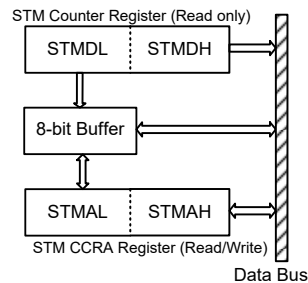 STM Counter Register (Read only)
STMDL STMDH
8-bit Buffer
STMAL STMAH
STM CCRA Register (Read/Write)
Data Bus